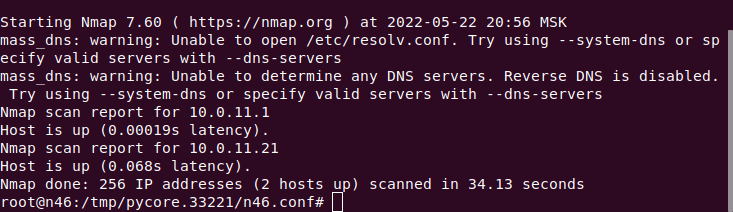 Starting Nmap 7.60 ( https://nmap.org ) at 2022-05-22 20:56 MSK
mass_dns: warning: Unable to open /etc/resolv.conf. Try using --system-dns or sp
ecify valid servers with --dns-servers
mass_dns: warning: Unable to determine any DNS servers. Reverse DNS is disabled.
 Try using --system-dns or specify valid servers with --dns-servers
Nmap scan report for 10.0.11.1
Host is up (0.00019s latency).
Nmap scan report for 10.0.11.21
Host is up (0.068s latency).
Nmap done: 256 IP addresses (2 hosts up) scanned in 34.13 seconds
root@n46:/tmp/pycore.33221/n46.conf#